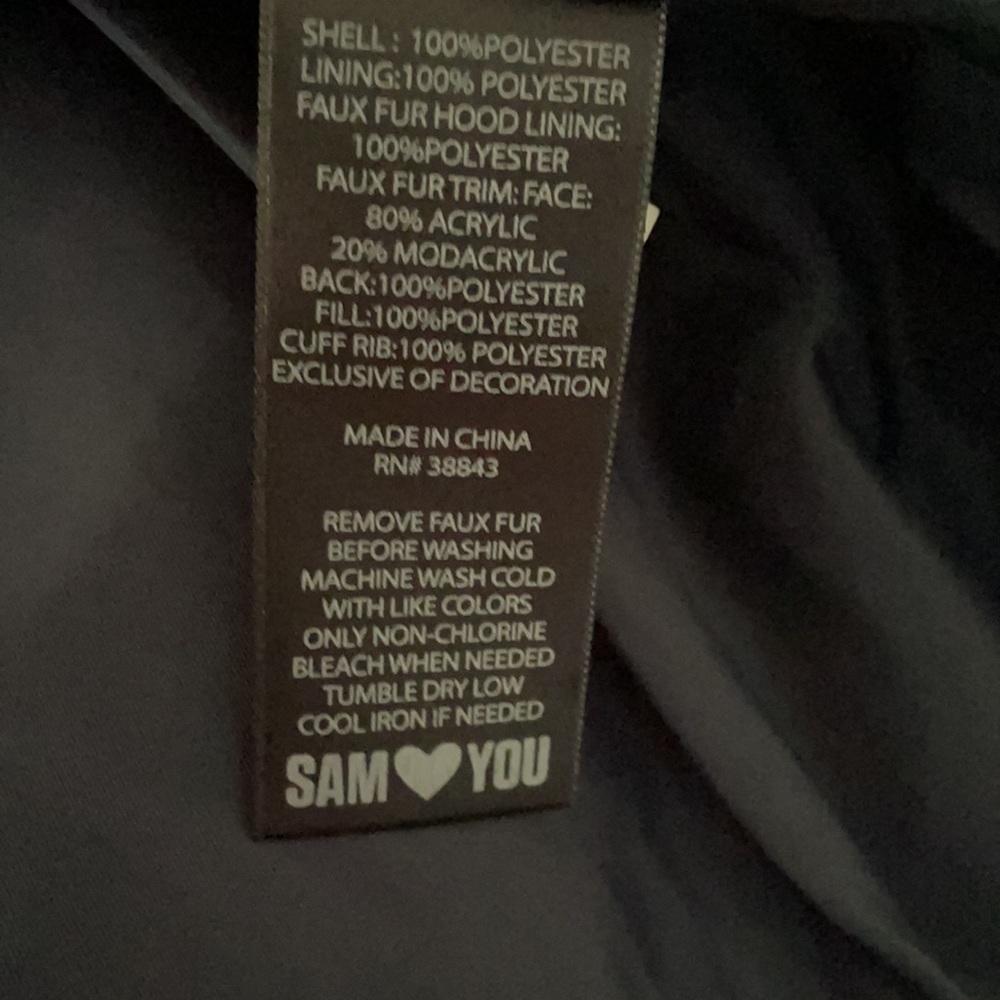 SHELL : 100%POLYESTER
LINING:100% POLYESTER
FAUX FUR HOOD LINING:
100%POLYESTER
FAUX FUR TRIM: FACE:
80% ACRYLIC
20% MODACRYLIC
BACK:100%POLYESTER
FILL:100%POLYESTER
CUFF RIB:100% POLYESTER
EXCLUSIVE OF DECORATION
MADE IN CHINA
RN# 38843
REMOVE FAUX FUR
BEFORE WASHING
MACHINE WASH COLD
WITH LIKE COLORS
ONLY NON-CHLORINE
BLEACH WHEN NEEDED
TUMBLE DRY LOW
COOL IRON IF NEEDED
SAM♥YOU